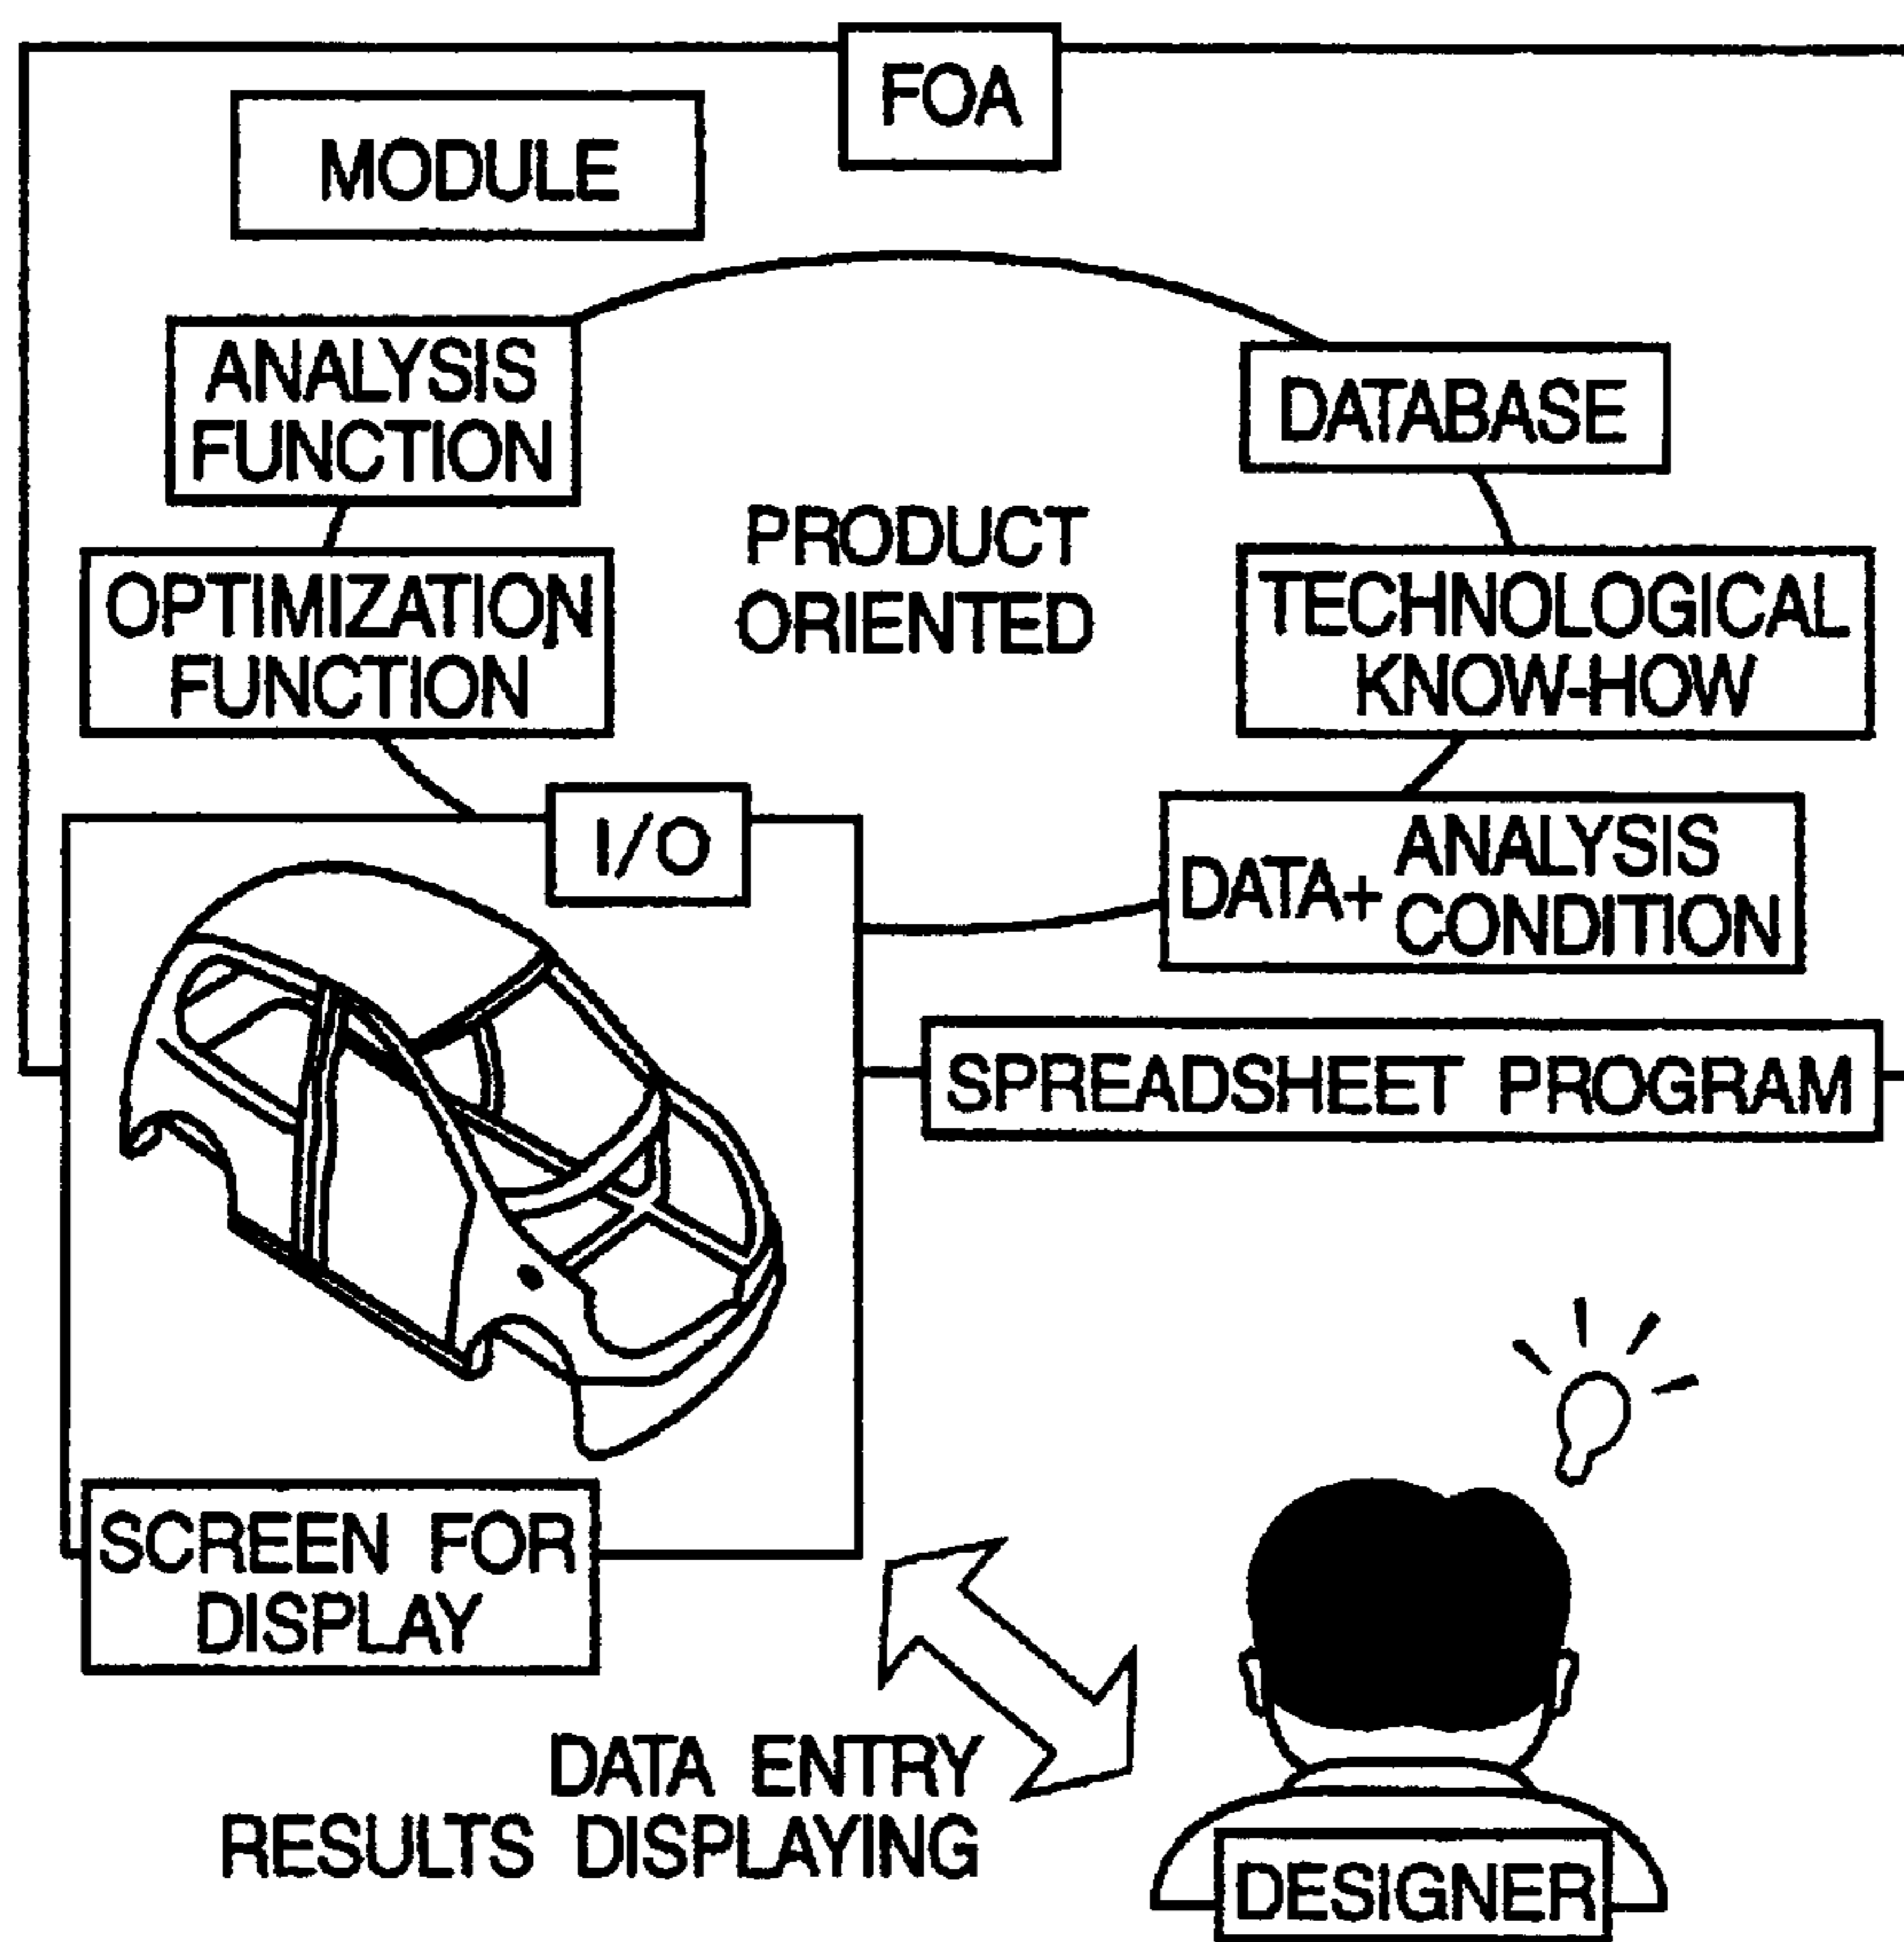 FOA
MODULE
ANALYSIS
FUNCTION
DATABASE
PRODUCT
ORIENTED
OPTIMIZATION
FUNCTION
TECHNOLOGICAL
KNOW-HOW
I/O
DATA+ ANALYSIS
CONDITION
SPREADSHEET PROGRAM
SCREEN FOR
DISPLAY
DATA ENTRY
RESULTS DISPLAYING
DESIGNER